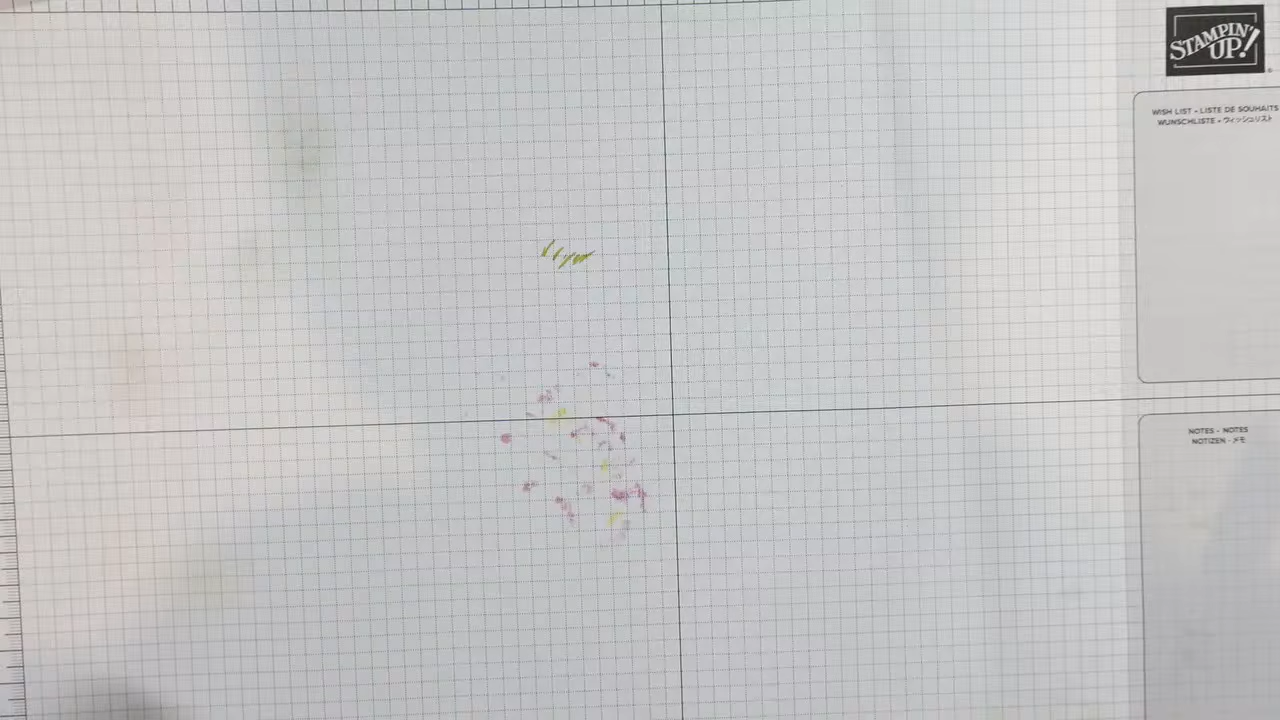 STAMPIN'
UP!
WISH LIST • LISTE DE SOUHAITS
WUNSCHLISTE • ウィッシュリスト
NOTES • NOTES
NOTIZEN • メモ